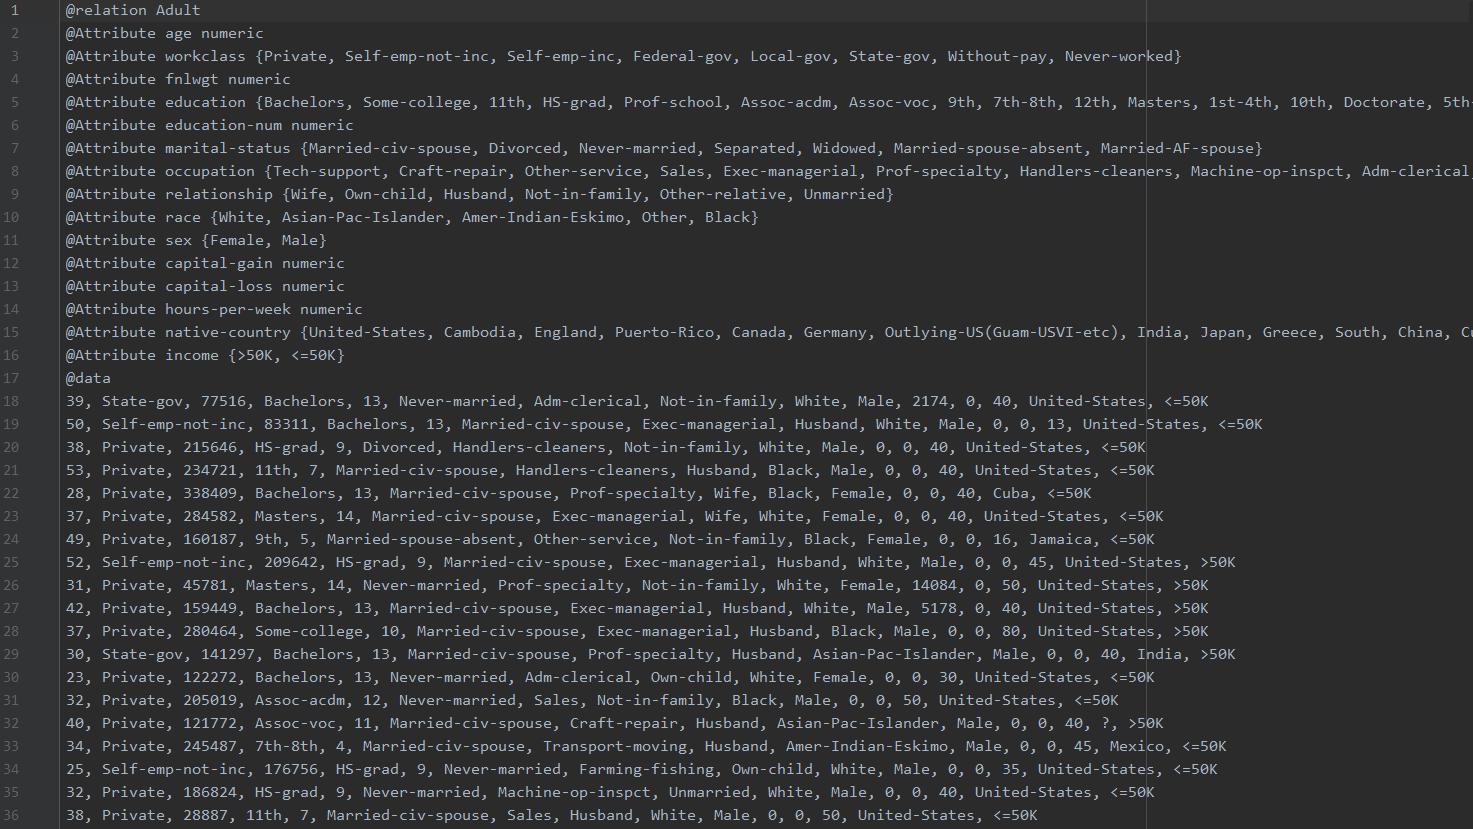 1 @relation Adult
2 @Attribute age numeric
3 @Attribute workclass {Private, Self-emp-not-inc, Self-emp-inc, Federal-gov, Local-gov, State-gov, Without-pay, Never-worked}
4 @Attribute fnlwgt numeric
5 @Attribute education {Bachelors, Some-college, 11th, HS-grad, Prof-school, Assoc-acdm, Assoc-voc, 9th, 7th-8th, 12th, Masters, 1st-4th, 10th, Doctorate, 5th-
6 @Attribute education-num numeric
7 @Attribute marital-status {Married-civ-spouse, Divorced, Never-married, Separated, Widowed, Married-spouse-absent, Married-AF-spouse}
8 @Attribute occupation {Tech-support, Craft-repair, Other-service, Sales, Exec-managerial, Prof-specialty, Handlers-cleaners, Machine-op-inspct, Adm-clerical,
9 @Attribute relationship {Wife, Own-child, Husband, Not-in-family, Other-relative, Unmarried}
10 @Attribute race {White, Asian-Pac-Islander, Amer-Indian-Eskimo, Other, Black}
11 @Attribute sex {Female, Male}
12 @Attribute capital-gain numeric
13 @Attribute capital-loss numeric
14 @Attribute hours-per-week numeric
15 @Attribute native-country {United-States, Cambodia, England, Puerto-Rico, Canada, Germany, Outlying-US(Guam-USVI-etc), India, Japan, Greece, South, China,
16 @Attribute income {>50K, <=50K}
17 @data
18 39, State-gov, 77516, Bachelors, 13, Never-married, Adm-clerical, Not-in-family, White, Male, 2174, 0, 40, United-States, <=50K
19 50, Self-emp-not-inc, 83311, Bachelors, 13, Married-civ-spouse, Exec-managerial, Husband, White, Male, 0, 0, 13, United-States, <=50K
20 38, Private, 215646, HS-grad, 9, Divorced, Handlers-cleaners, Not-in-family, White, Male, 0, 0, 40, United-States, <=50K
21 53, Private, 234721, 11th, 7, Married-civ-spouse, Handlers-cleaners, Husband, Black, Male, 0, 0, 40, United-States, <=50K
22 28, Private, 338409, Bachelors, 13, Married-civ-spouse, Prof-specialty, Wife, Black, Female, 0, 0, 40, Cuba, <=50K
23 37, Private, 284582, Masters, 14, Married-civ-spouse, Exec-managerial, Wife, White, Female, 0, 0, 40, United-States, <=50K
24 49, Private, 160187, 9th, 5, Married-spouse-absent, Other-service, Not-in-family, Black, Female, 0, 0, 16, Jamaica, <=50K
25 52, Self-emp-not-inc, 209642, HS-grad, 9, Married-civ-spouse, Exec-managerial, Husband, White, Male, 0, 0, 45, United-States, >50K
26 31, Private, 45781, Masters, 14, Never-married, Prof-specialty, Not-in-family, White, Female, 14084, 0, 50, United-States, >50K
27 42, Private, 159449, Bachelors, 13, Married-civ-spouse, Exec-managerial, Husband, White, Male, 5178, 0, 40, United-States, >50K
28 37, Private, 280464, Some-college, 10, Married-civ-spouse, Exec-managerial, Husband, Black, Male, 0, 0, 80, United-States, >50K
29 30, State-gov, 141297, Bachelors, 13, Married-civ-spouse, Prof-specialty, Husband, Asian-Pac-Islander, Male, 0, 0, 40, India, >50K
30 23, Private, 122272, Bachelors, 13, Never-married, Adm-clerical, Own-child, White, Female, 0, 0, 30, United-States, <=50K
31 32, Private, 205019, Assoc-acdm, 12, Never-married, Sales, Not-in-family, Black, Male, 0, 0, 50, United-States, <=50K
32 40, Private, 121772, Assoc-voc, 11, Married-civ-spouse, Craft-repair, Husband, Asian-Pac-Islander, Male, 0, 0, 40, ?, >50K
33 34, Private, 245487, 7th-8th, 4, Married-civ-spouse, Transport-moving, Husband, Amer-Indian-Eskimo, Male, 0, 0, 45, Mexico, <=50K
34 25, Self-emp-not-inc, 176756, HS-grad, 9, Never-married, Farming-fishing, Own-child, White, Male, 0, 0, 35, United-States, <=50K
35 32, Private, 186824, HS-grad, 9, Never-married, Machine-op-inspct, Unmarried, White, Male, 0, 0, 40, United-States, <=50K
36 38, Private, 28887, 11th, 7, Married-civ-spouse, Sales, Husband, White, Male, 0, 0, 50, United-States, <=50K